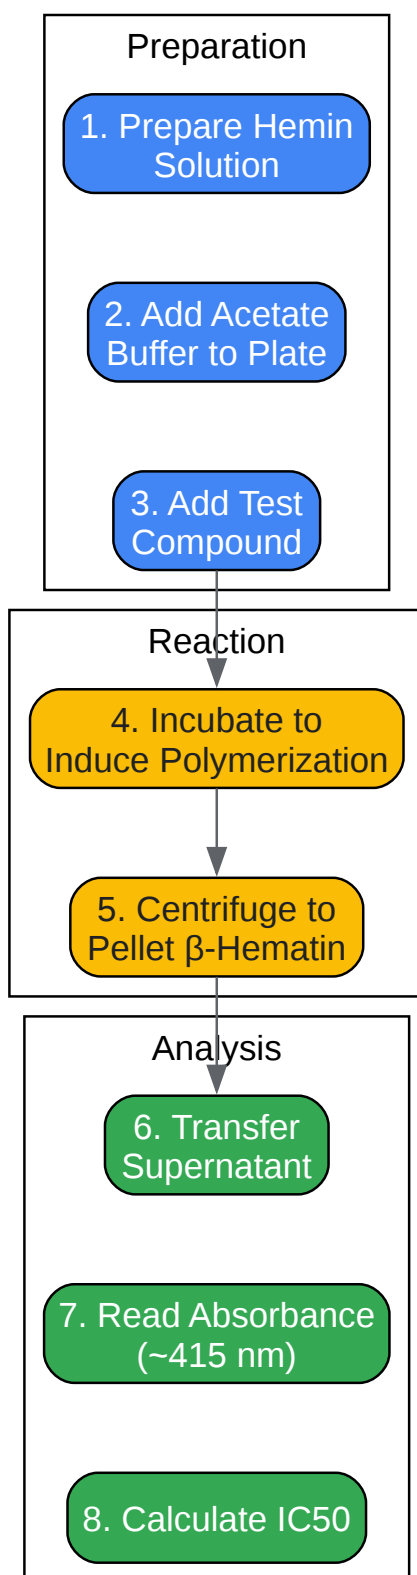 Preparation
1. Prepare Hemin
Solution
2. Add Acetate
Buffer to Plate
3. Add Test
Compound
Reaction
4. Incubate to
Induce Polymerization
5. Centrifuge to
Pellet β-Hematin
Analysis
6. Transfer
Supernatant
7. Read Absorbance
(~415 nm)
8. Calculate IC50